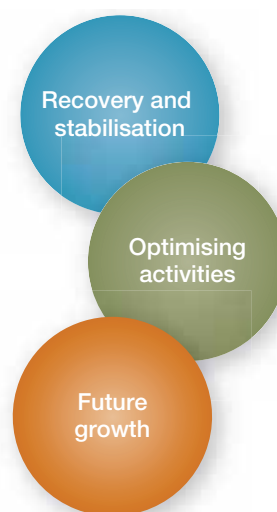 Recovery and
stabilisation
Optimising
activities
Future
growth